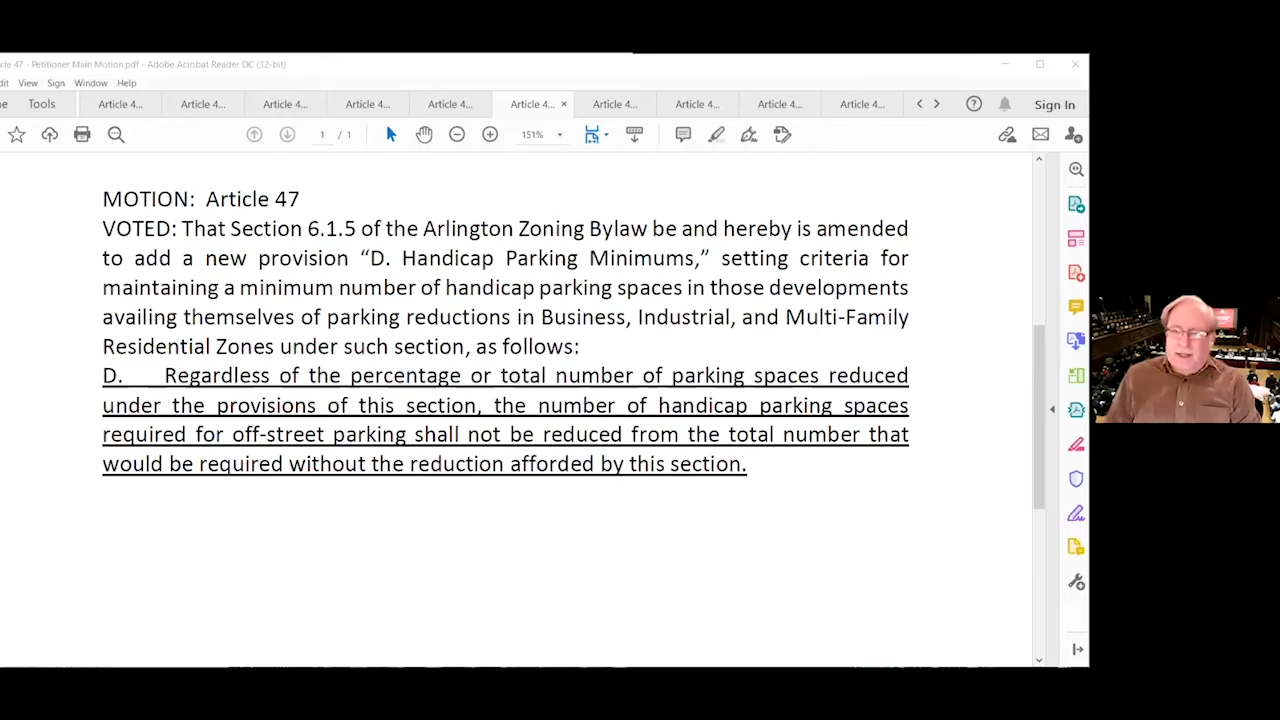 cle 47 - Petitioner Main Motion.pdf - Adobe Acrobat Reader DC (32-bit)
dit View Sign Window Help
e Tools Article 4... Article 4... Article 4... Article 4... Article 4... Article 4... × Article 4... Article 4... Article 4... Article 4... Sign In
1 / 1 151%
MOTION: Article 47
VOTED: That Section 6.1.5 of the Arlington Zoning Bylaw be and hereby is amended
to add a new provision “D. Handicap Parking Minimums,” setting criteria for
maintaining a minimum number of handicap parking spaces in those developments
availing themselves of parking reductions in Business, Industrial, and Multi-Family
Residential Zones under such section, as follows:
D. Regardless of the percentage or total number of parking spaces reduced
under the provisions of this section, the number of handicap parking spaces
required for off-street parking shall not be reduced from the total number that
would be required without the reduction afforded by this section.